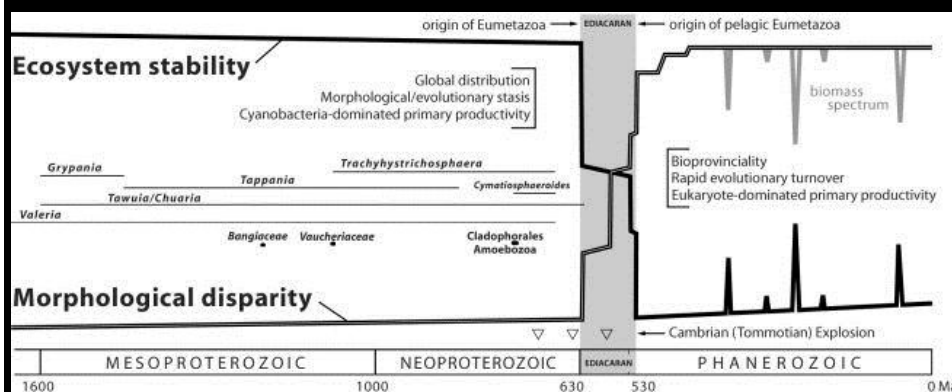 origin of Eumetazoa
EDIACARAN
origin of pelagic Eumetazoa
Ecosystem stability
Global distribution
Morphological/evolutionary stasis
Cyanobacteria-dominated primary productivity
biomass
spectrum
Bioprovinciality
Rapid evolutionary turnover
Eukaryote-dominated primary productivity
Grypania
Trachyhystrichosphaera
Tappania
Cymatiosphaeroides
Tawuia/Chuaria
Valeria
Bangiaceae
Vaucheriaceae
Cladophorales
Amoebozoa
Morphological disparity
Cambrian (Tommotian) Explosion
MESOPROTEROZOIC
NEOPROTEROZOIC
EDIACARAN
PHANEROZOIC
1600
1000
630
530
0 M